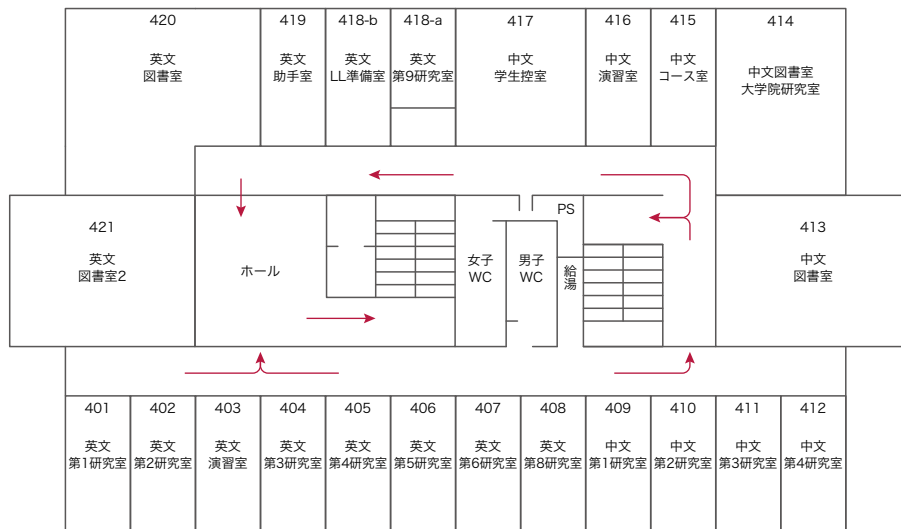 420
英文
図書室
419
英文
助手室
418-b
英文
LL準備室
418-a
英文
第9研究室
417
中文
学生控室
416
中文
演習室
415
中文
コース室
414
中文図書室
大学院研究室
421
英文
図書室2
ホール
女子
WC
男子
WC
PS
給湯
413
中文
図書室
401
英文
第1研究室
402
英文
第2研究室
403
英文
演習室
404
英文
第3研究室
405
英文
第4研究室
406
英文
第5研究室
407
英文
第6研究室
408
英文
第8研究室
409
中文
第1研究室
410
中文
第2研究室
411
中文
第3研究室
412
中文
第4研究室